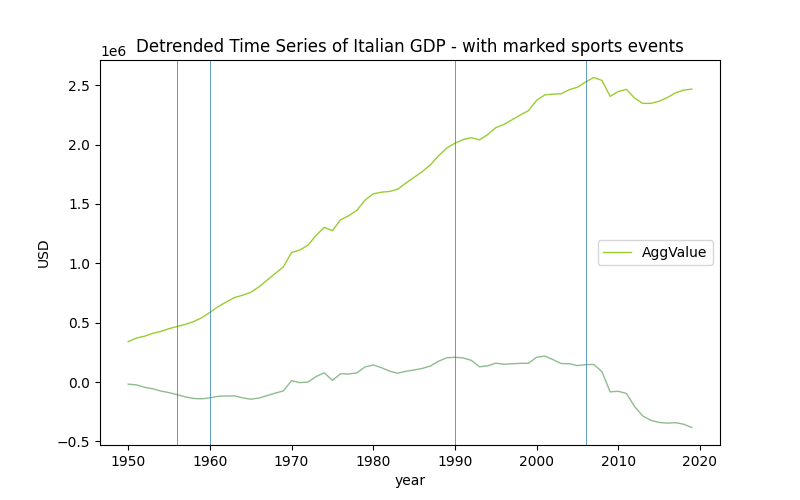 Detrended Time Series of Italian GDP - with marked sports events
1e6
2.5
2.0
1.5
1.0
0.5
0.0
−0.5
USD
AggValue
1950 1960 1970 1980 1990 2000 2010 2020
year